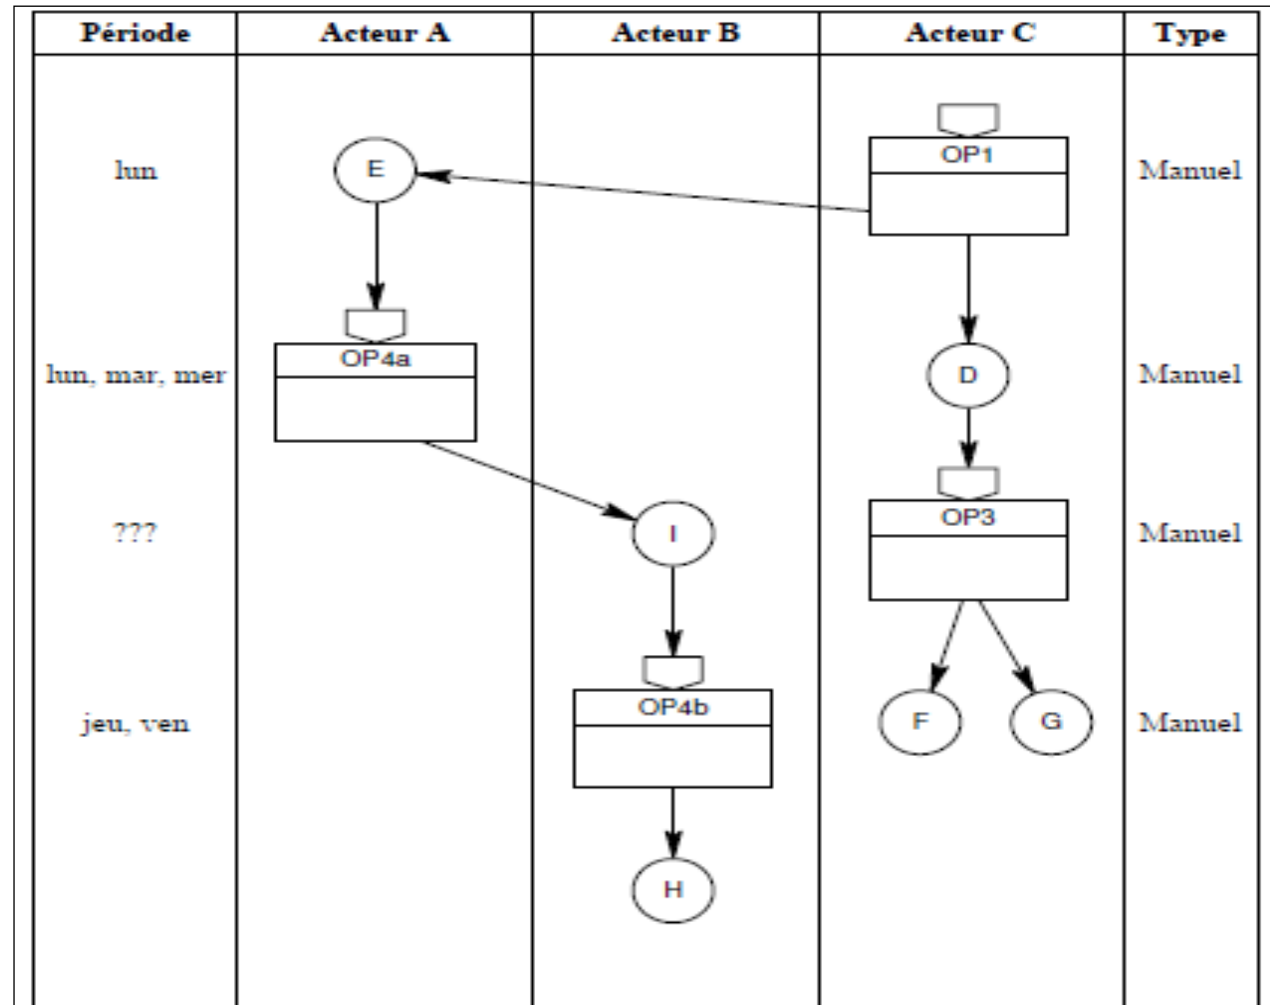 Période Acteur A Acteur B Acteur C Type
OP1
lun E Manuel
OP4a
lun, mar, mer D Manuel
OP3
??? I Manuel
OP4b
jeu, ven F G Manuel
H